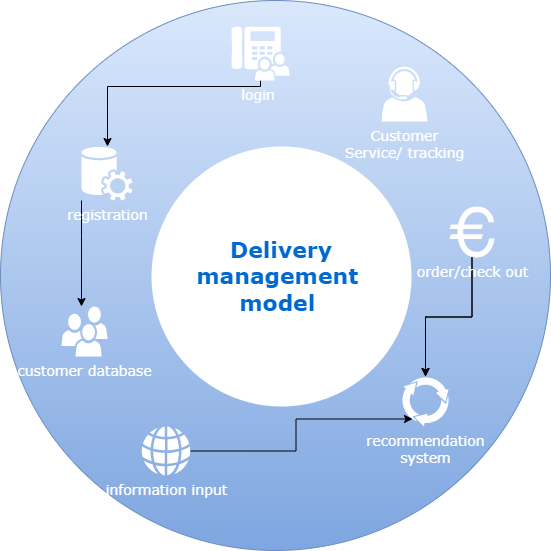 login
Customer
Service/ tracking
registration
order/check out
Delivery
management
model
customer database
recommendation
system
information input